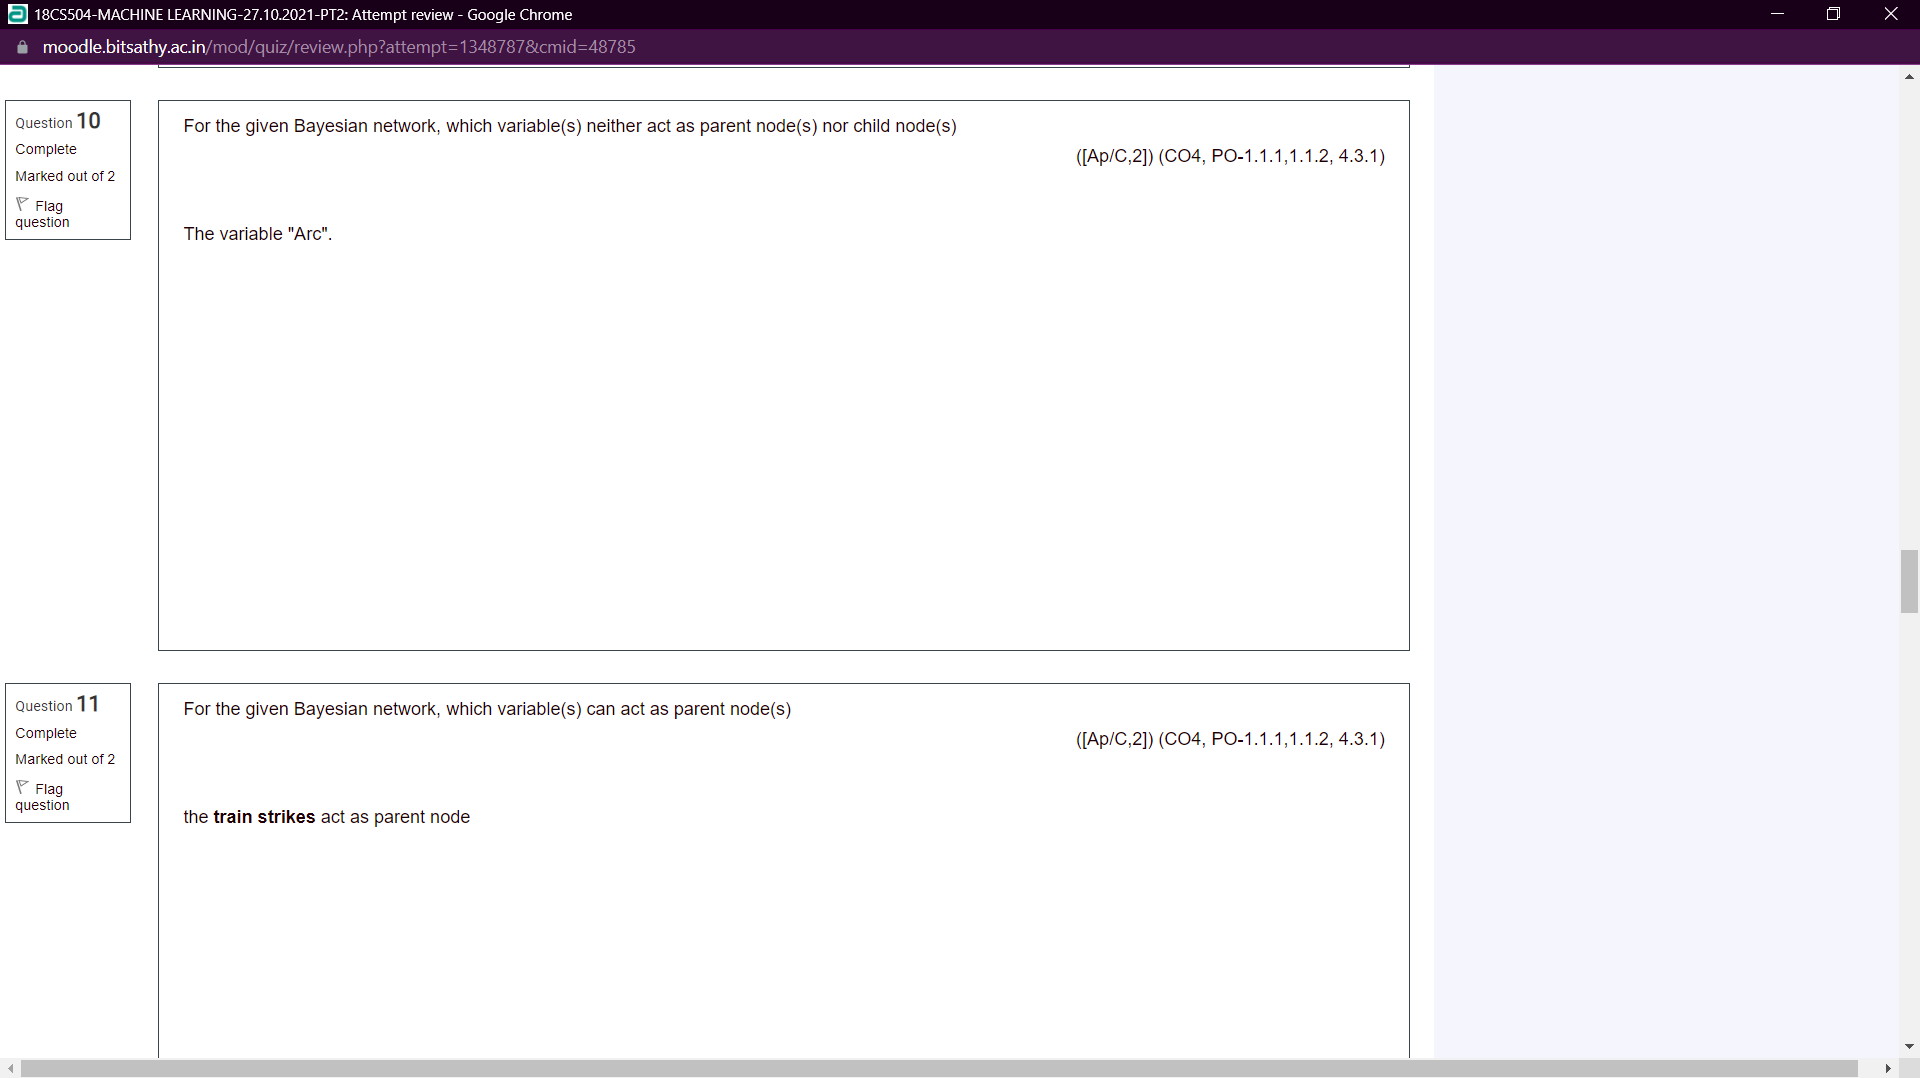 18CS504-MACHINE LEARNING-27.10.2021-PT2: Attempt review - Google Chrome
moodle.bitsathy.ac.in/mod/quiz/review.php?attempt=1348787&cmid=48785
Question 10
Complete
Marked out of 2
Flag
question
For the given Bayesian network, which variable(s) neither act as parent node(s) nor child node(s)
([Ap/C,2]) (CO4, PO-1.1.1,1.1.2, 4.3.1)
The variable "Arc".
Question 11
Complete
Marked out of 2
Flag
question
For the given Bayesian network, which variable(s) can act as parent node(s)
([Ap/C,2]) (CO4, PO-1.1.1,1.1.2, 4.3.1)
the train strikes act as parent node